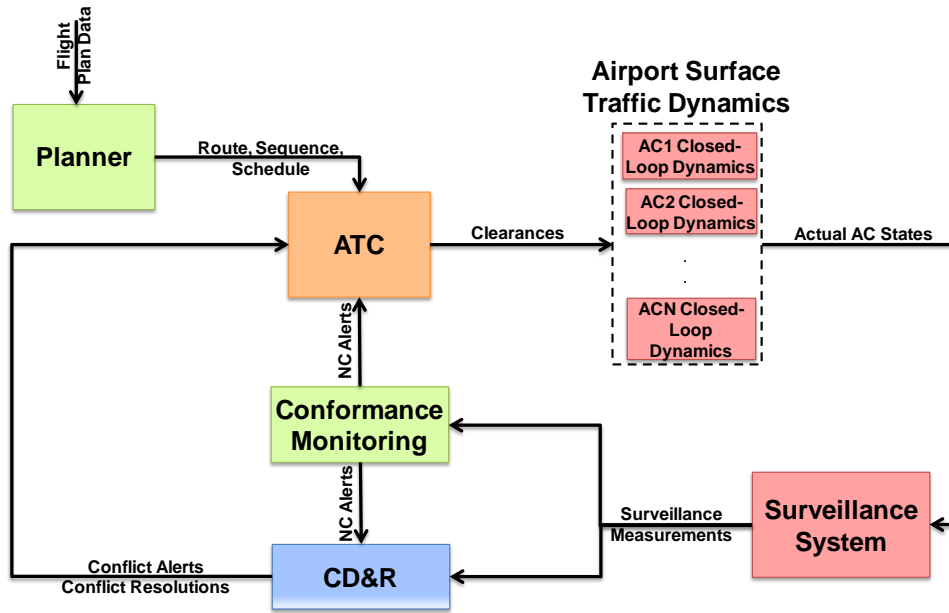 Flight
Plan Data
Planner
Route, Sequence,
Schedule
ATC
Clearances
Airport Surface
Traffic Dynamics
AC1 Closed-
Loop Dynamics
AC2 Closed-
Loop Dynamics
.
.
ACN Closed-
Loop
Dynamics
Actual AC States
NC Alerts
Conformance
Monitoring
NC Alerts
Surveillance
Measurements
Surveillance
System
CD&R
Conflict Alerts
Conflict Resolutions